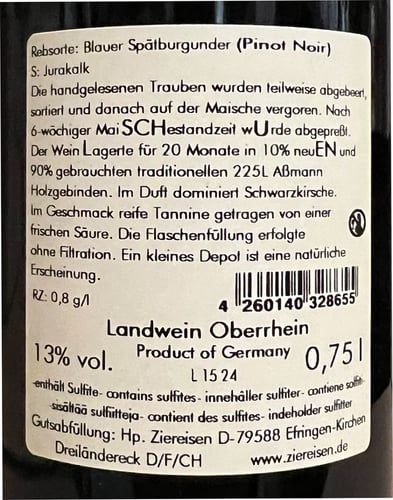 Rebsorte: Blauer Spätburgunder (Pinot Noir)
S: Jurakalk
Die handgelesenen Trauben wurden teilweise abgebeert,
sortiert und danach auf der Maische vergoren. Nach
6-wöchiger MaiSCHestandzeit wUrde abgepreßt.
Der Wein Lagerte für 20 Monate in 10% neuEN und
90% gebrauchten traditionellen 225L Aßmann
Holzgebinden. Im Duft dominiert Schwarzkirsche.
Im Geschmack reife Tannine getragen von einer
frischen Säure. Die Flaschenfüllung erfolgte
ohne Filtration. Ein kleines Depot ist eine natürliche
Erscheinung.
RZ: 0,8 g/l
4 260140 328655
Landwein Oberrhein
13% vol. Product of Germany 0,75 l
L 15 24
-enthält Sulfite- contains sulfites- innehåller sulfiter- contiene solfiti-
-sisältää sulfiitteja- contient des sulfites- indeholder sulfitter
Gutsabfüllung: Hp. Ziereisen D-79588 Efringen-Kirchen
Dreiländereck D/F/CH www.ziereisen.de